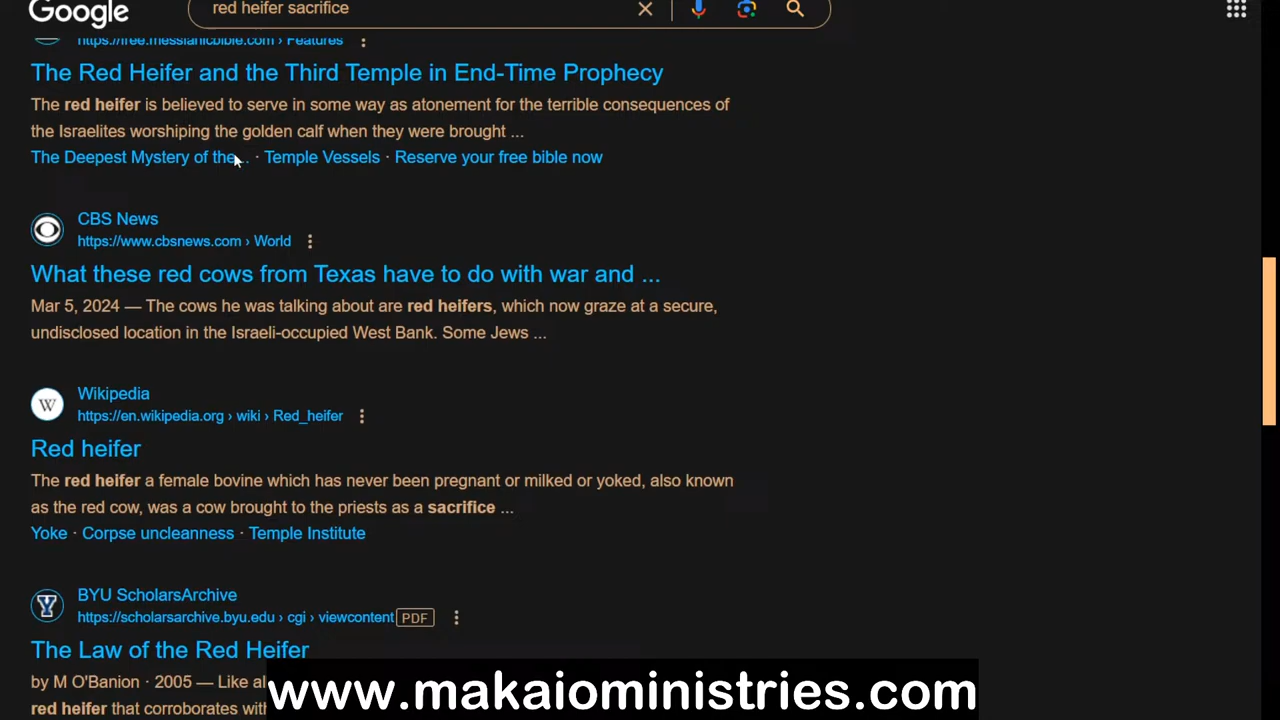 Google
red heifer sacrifice
https://free.messianicbible.com › Features
The Red Heifer and the Third Temple in End-Time Prophecy
The red heifer is believed to serve in some way as atonement for the terrible consequences of
the Israelites worshiping the golden calf when they were brought ...
The Deepest Mystery of the... · Temple Vessels · Reserve your free bible now
CBS News
https://www.cbsnews.com › World
What these red cows from Texas have to do with war and ...
Mar 5, 2024 — The cows he was talking about are red heifers, which now graze at a secure,
undisclosed location in the Israeli-occupied West Bank. Some Jews ...
W
Wikipedia
https://en.wikipedia.org › wiki › Red_heifer
Red heifer
The red heifer a female bovine which has never been pregnant or milked or yoked, also known
as the red cow, was a cow brought to the priests as a sacrifice ...
Yoke · Corpse uncleanness · Temple Institute
Y
BYU ScholarsArchive
https://scholarsarchive.byu.edu › cgi › viewcontent PDF
The Law of the Red Heifer
by M O'Banion · 2005 — Like al
red heifer that corroborates with
www.makaioministries.com